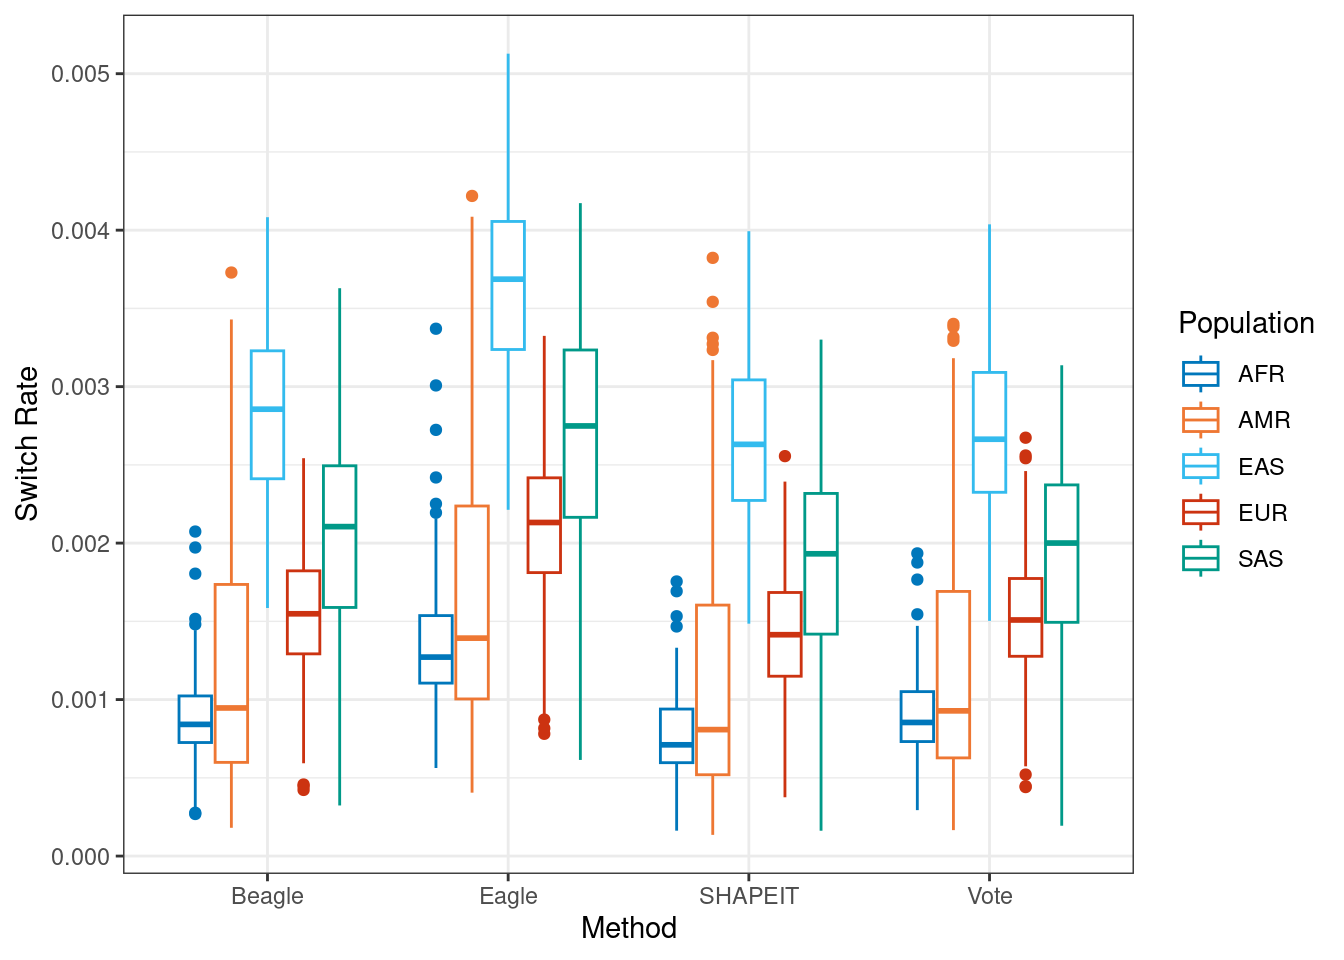 Switch Rate
0.005
0.004
0.003
0.002
0.001
0.000
Beagle
Eagle
SHAPEIT
Vote
Method
Population
AFR
AMR
EAS
EUR
SAS